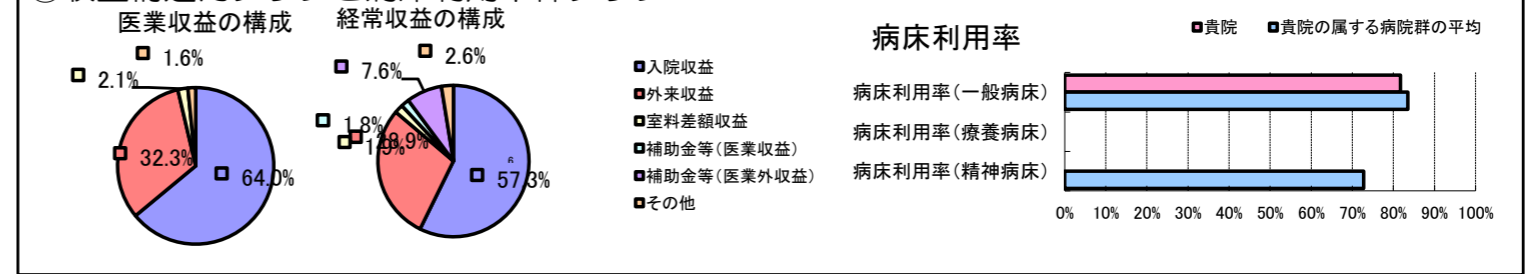 医業収益の構成
1.6%
2.1%
32.3%
64.0%
経常収益の構成
2.6%
7.6%
1.8%
1.9%
28.9%
57.3%
入院収益
外来収益
室料差額収益
補助金等(医業収益)
補助金等(医業外収益)
その他
病床利用率
貴院
貴院の属する病院群の平均
病床利用率(一般病床)
病床利用率(療養病床)
病床利用率(精神病床)
0% 10% 20% 30% 40% 50% 60% 70% 80% 90% 100%